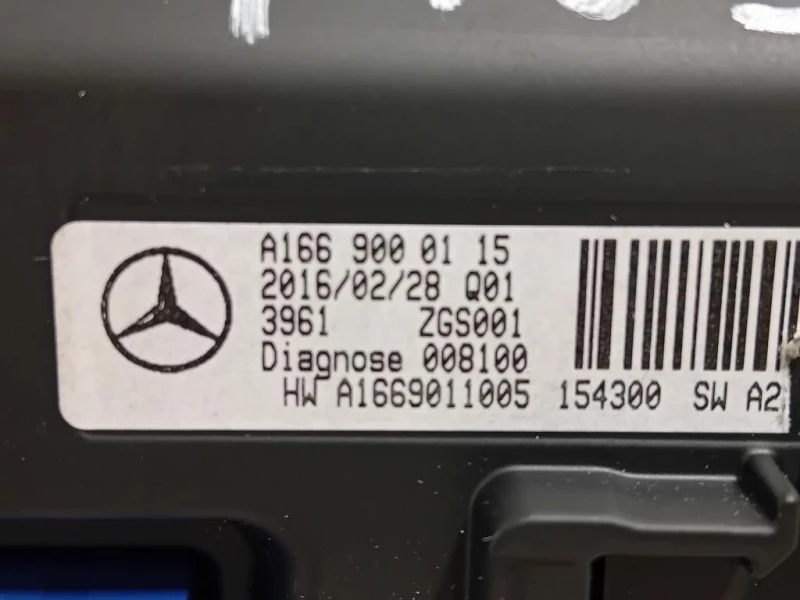 A166 900 01 15
2016/02/28 Q01
3961 ZGS001
Diagnose 008100
HW A1669011005 154300 SW A2